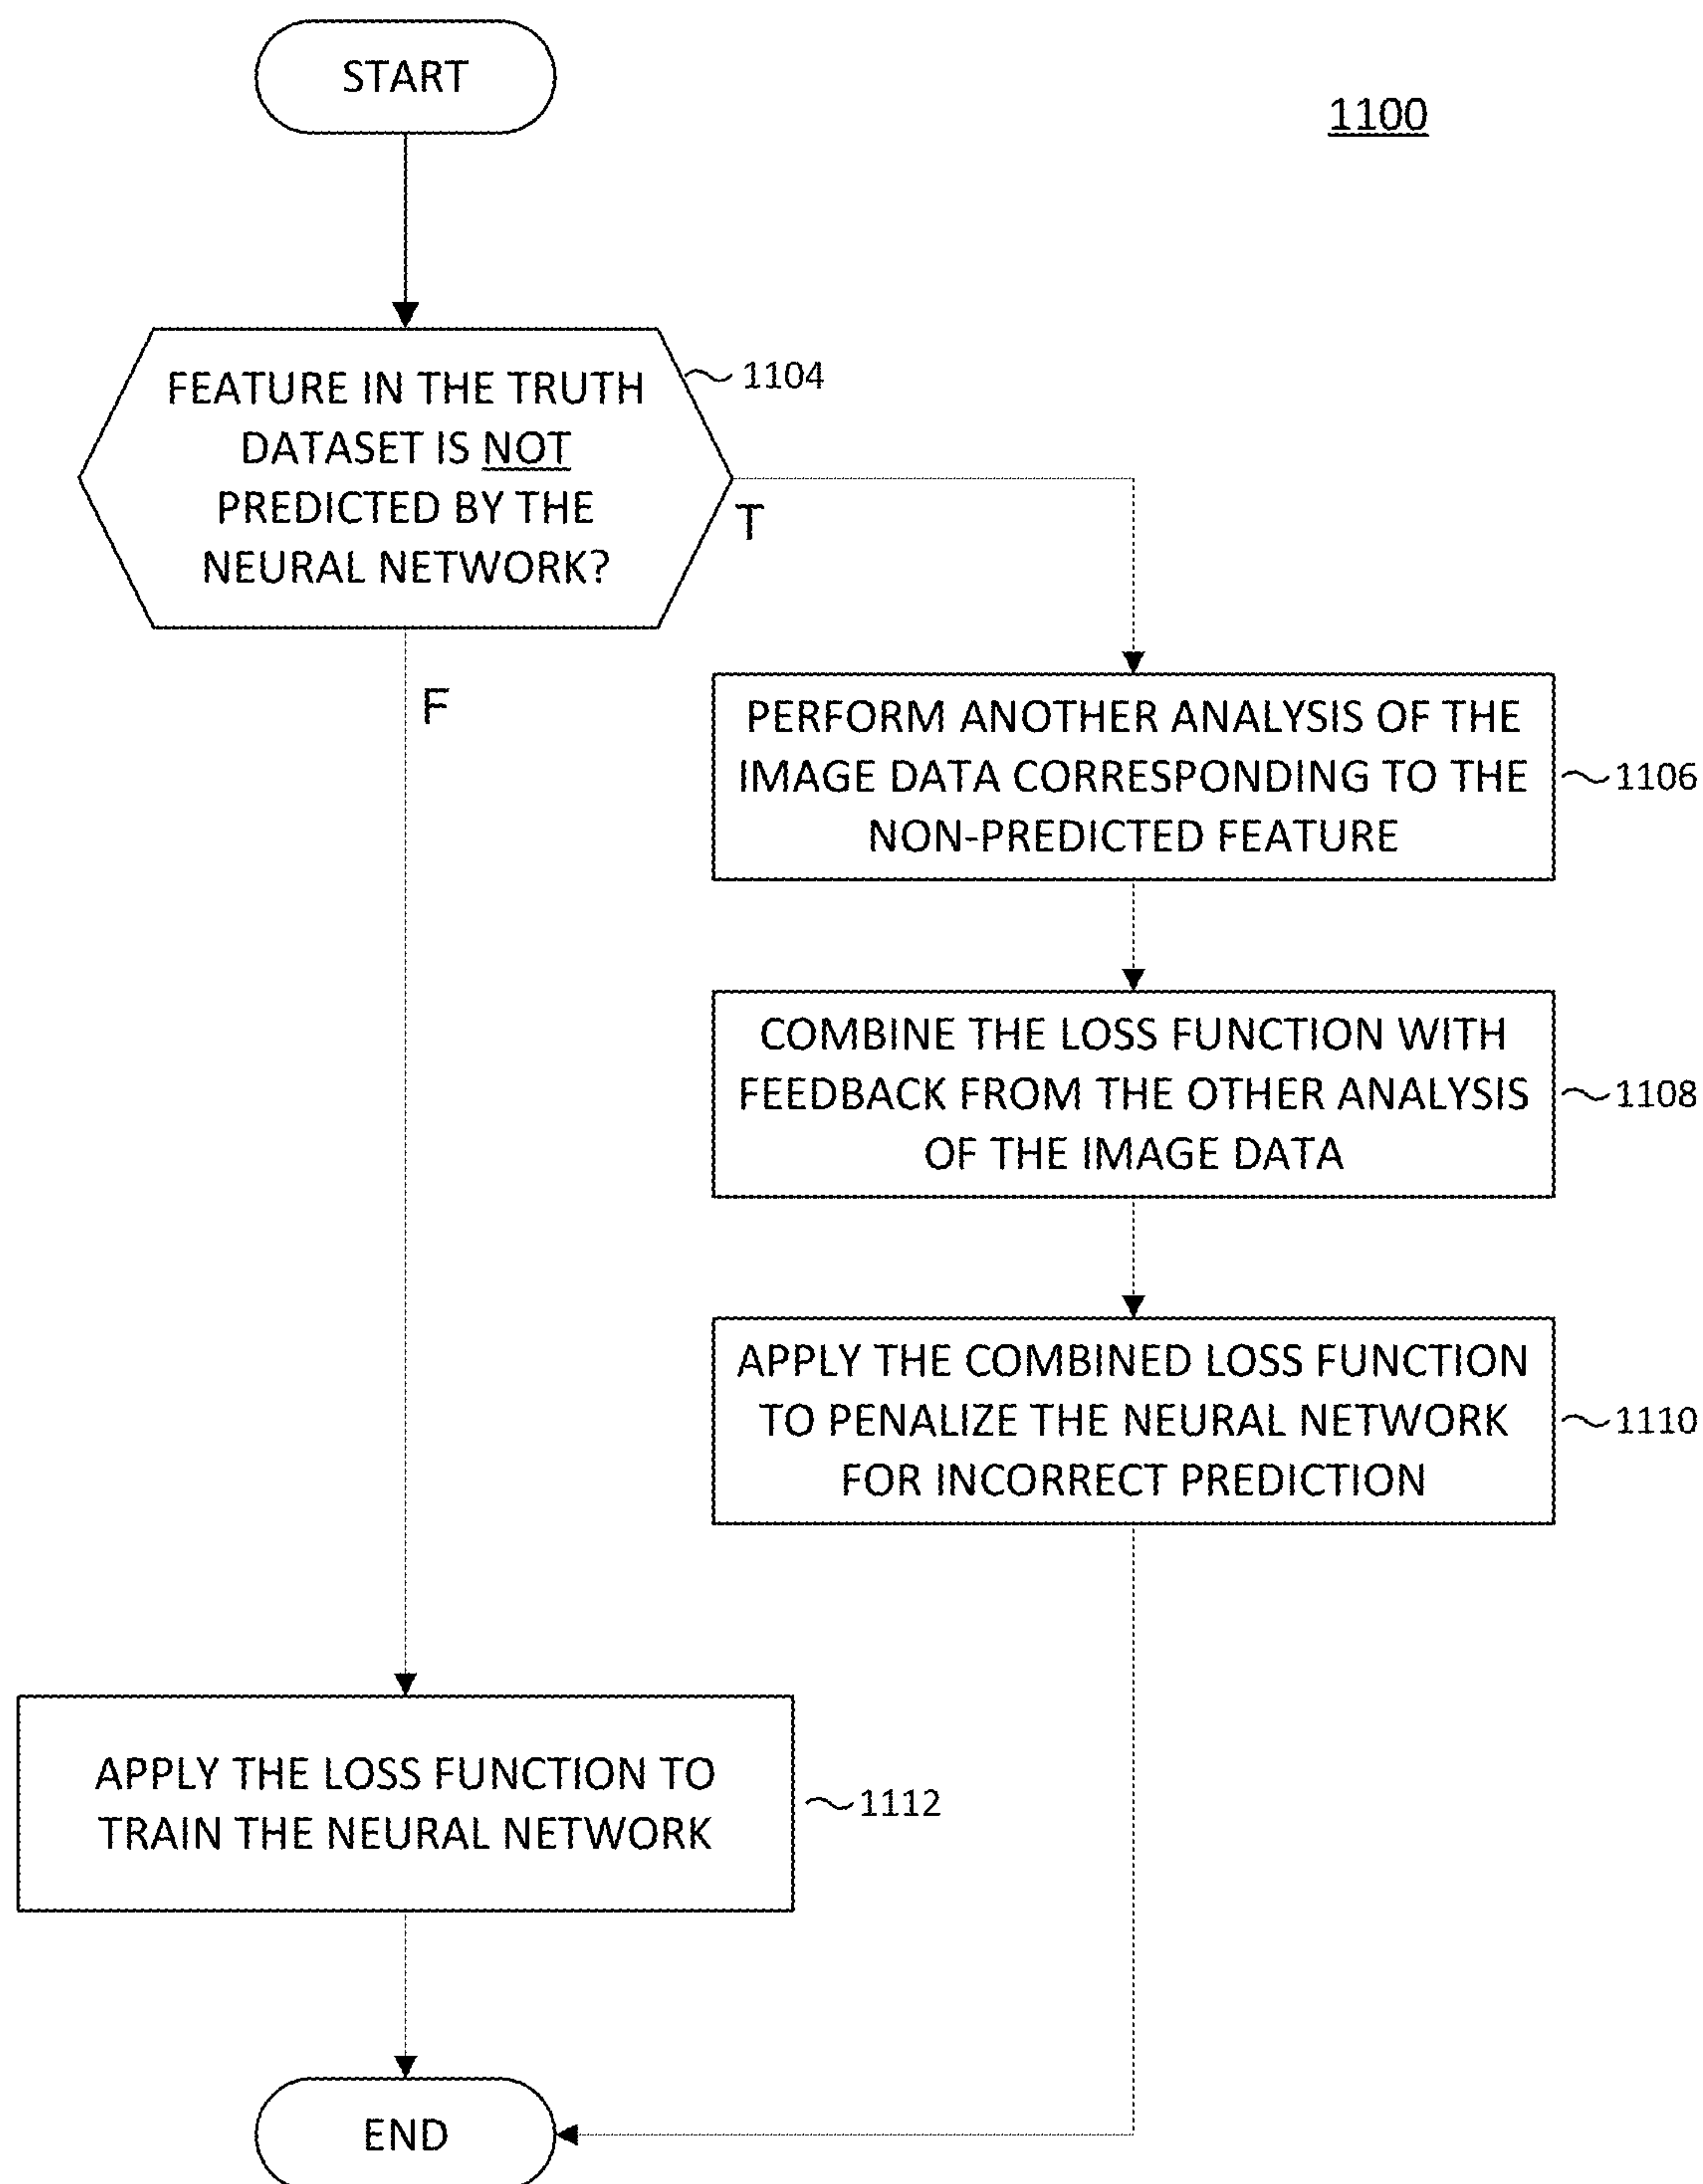 START
1100
FEATURE IN THE TRUTH
DATASET IS NOT
PREDICTED BY THE
NEURAL NETWORK?
1104
T
F
PERFORM ANOTHER ANALYSIS OF THE
IMAGE DATA CORRESPONDING TO THE
NON-PREDICTED FEATURE
1106
COMBINE THE LOSS FUNCTION WITH
FEEDBACK FROM THE OTHER ANALYSIS
OF THE IMAGE DATA
1108
APPLY THE COMBINED LOSS FUNCTION
TO PENALIZE THE NEURAL NETWORK
FOR INCORRECT PREDICTION
1110
APPLY THE LOSS FUNCTION TO
TRAIN THE NEURAL NETWORK
1112
END